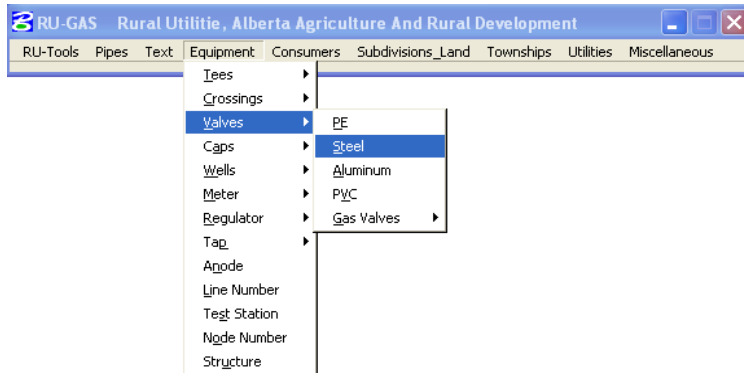 RU-GAS Rural Utilitie, Alberta Agriculture And Rural Development
RU-Tools Pipes Text Equipment Consumers Subdivisions_Land Townships Utilities Miscellaneous
Tees
Crossings
Valves
Caps
Wells
Meter
Regulator
Tap
Anode
Line Number
Test Station
Node Number
Structure
PE
Steel
Aluminum
PVC
Gas Valves